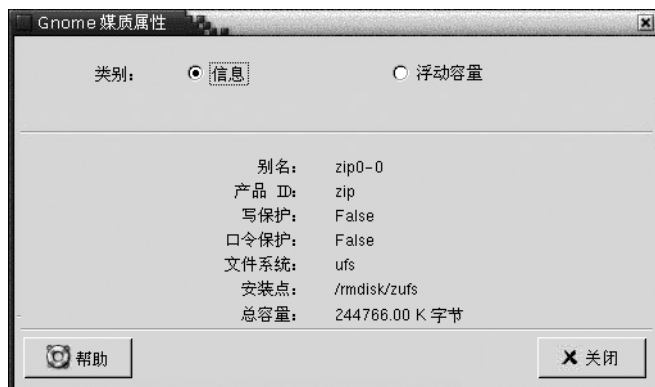 Gnome 媒质属性
类别： 信息 浮动容量
别名： zip0-0
产品 ID： zip
写保护： False
口令保护： False
文件系统： ufs
安装点： /rmdisk/zufs
总容量： 244766.00 K 字节
帮助 关闭